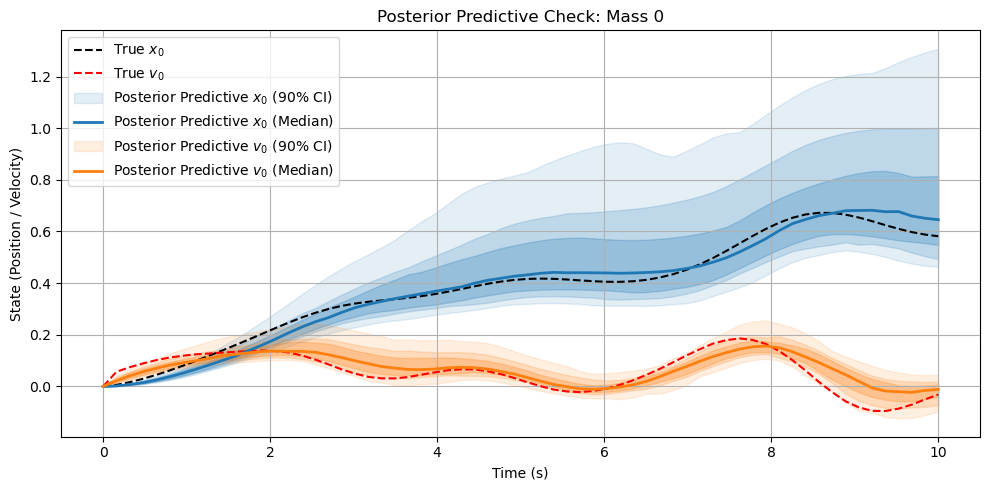 Posterior Predictive Check: Mass 0
True x₀
True v₀
Posterior Predictive x₀ (90% CI)
Posterior Predictive x₀ (Median)
Posterior Predictive v₀ (90% CI)
Posterior Predictive v₀ (Median)
State (Position / Velocity)
1.2
1.0
0.8
0.6
0.4
0.2
0.0
0 2 4 6 8 10
Time (s)